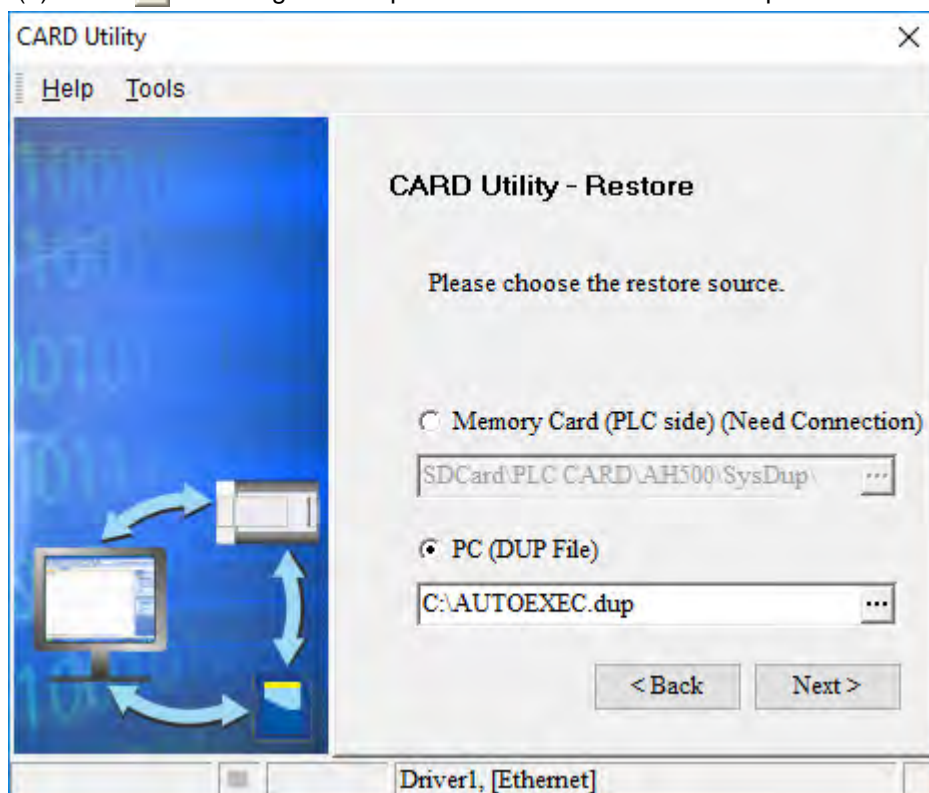 CARD Utility
Help Tools
CARD Utility - Restore
Please choose the restore source.
Memory Card (PLC side) (Need Connection)
SDCard\PLC CARD\AH500\SysDup\
...
PC (DUP File)
C:\AUTOEXEC.dup
...
< Back Next >
Driver1, [Ethernet]